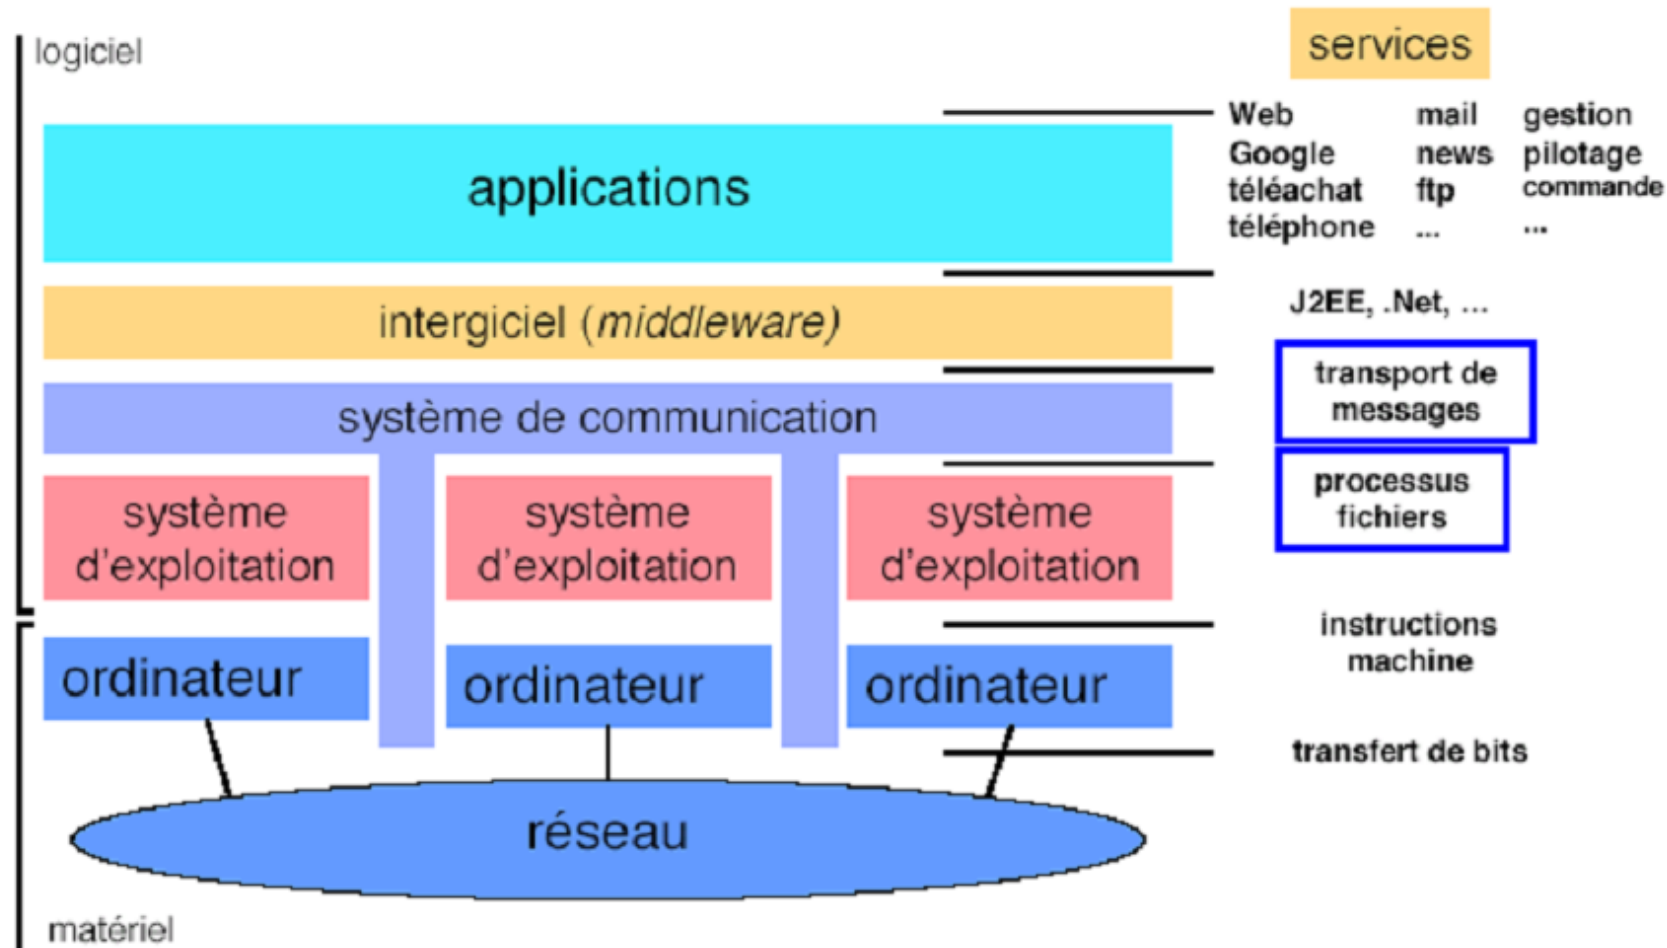 logiciel
services
Web mail gestion
Google news pilotage
téléachat ftp commande
téléphone ... ...
applications
J2EE, .Net, ...
intergiciel (middleware)
transport de
messages
système de communication
processus
fichiers
système
d'exploitation
système
d'exploitation
système
d'exploitation
instructions
machine
ordinateur
ordinateur
ordinateur
transfert de bits
réseau
matériel